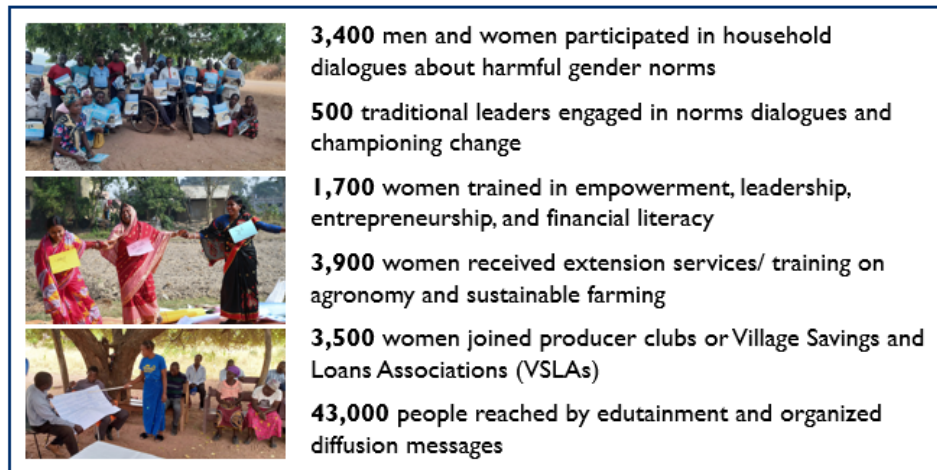 3,400 men and women participated in household
dialogues about harmful gender norms
500 traditional leaders engaged in norms dialogues and
championing change
1,700 women trained in empowerment, leadership,
entrepreneurship, and financial literacy
3,900 women received extension services/ training on
agronomy and sustainable farming
3,500 women joined producer clubs or Village Savings and
Loans Associations (VSLAs)
43,000 people reached by edutainment and organized
diffusion messages